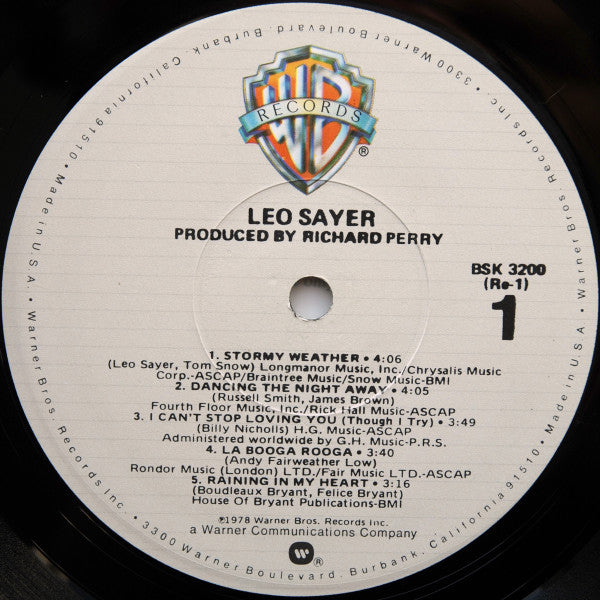 3300 Warner Boulevard, Burbank, California 91510 • Made in U.S.A. • Warner Bros. Records Inc. •
3300 Warner Boulevard, Burbank, California 91510 • Made in U.S.A. • Warner Bros. Records Inc. •
WB
RECORDS
®
LEO SAYER
PRODUCED BY RICHARD PERRY
BSK 3200
(Re-1)
1
1. STORMY WEATHER • 4:06
(Leo Sayer, Tom Snow) Longmanor Music, Inc./Chrysalis Music
Corp.-ASCAP/Braintree Music/Snow Music-BMI
2. DANCING THE NIGHT AWAY • 4:05
(Russell Smith, James Brown)
Fourth Floor Music, Inc./Rick Hall Music-ASCAP
3. I CAN'T STOP LOVING YOU (Though I Try) • 3:49
(Billy Nicholls) H.G. Music-ASCAP
Administered worldwide by G.H. Music-P.R.S.
4. LA BOOGA ROOGA • 3:40
(Andy Fairweather Low)
Rondor Music (London) LTD./Fair Music LTD.-ASCAP
5. RAINING IN MY HEART • 3:16
(Boudleaux Bryant, Felice Bryant)
House Of Bryant Publications-BMI
℗1978 Warner Bros. Records Inc.
a Warner Communications Company
W ®